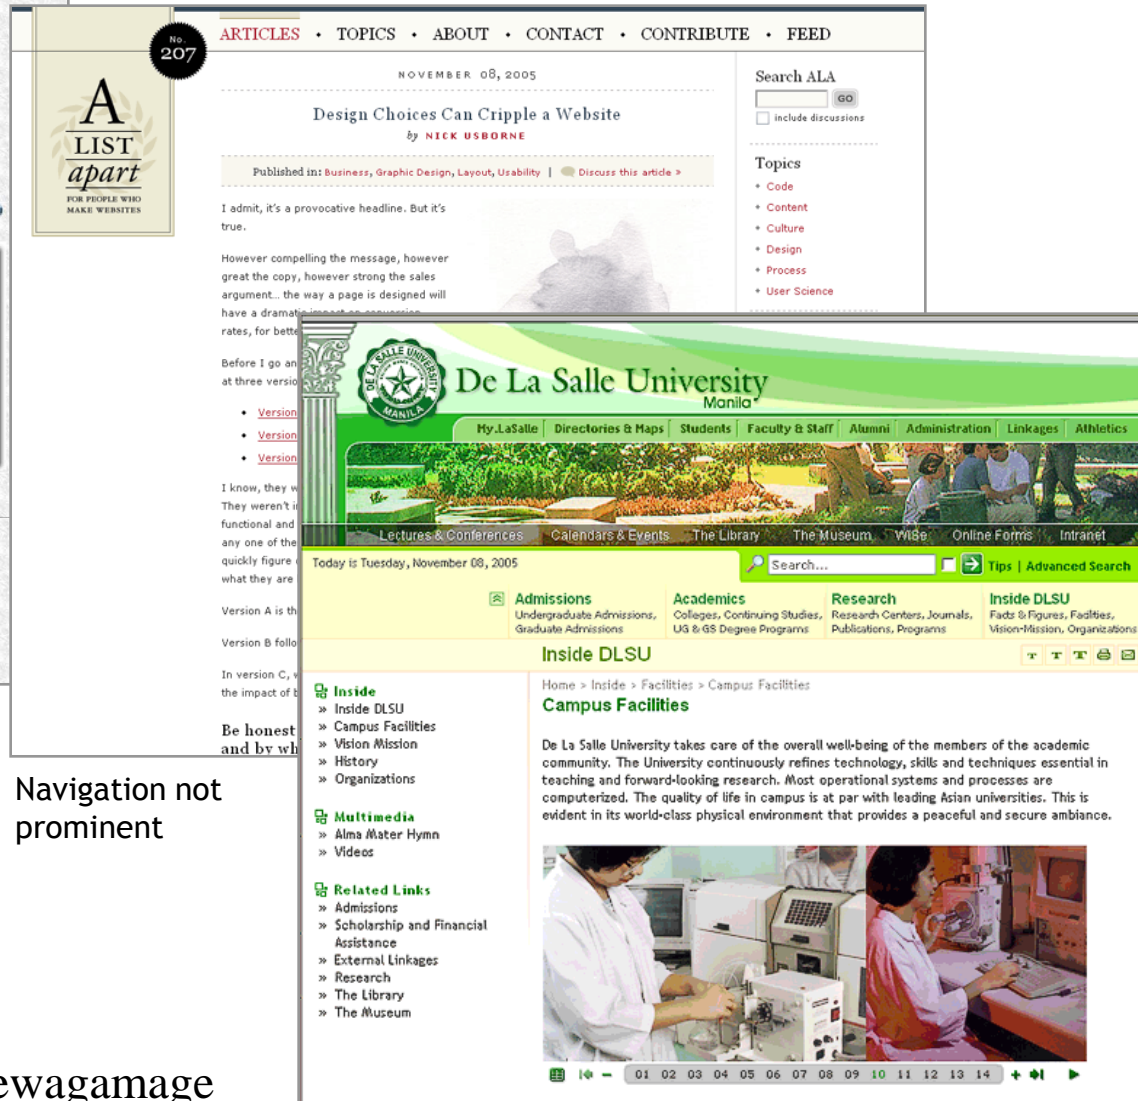 No.
207
A
LIST
apart
FOR PEOPLE WHO
MAKE WEBSITES
ARTICLES • TOPICS • ABOUT • CONTACT • CONTRIBUTE • FEED
NOVEMBER 08, 2005
Design Choices Can Cripple a Website
by NICK USBORNE
Published in: Business, Graphic Design, Layout, Usability | Discuss this article »
I admit, it's a provocative headline. But it's
true.
However compelling the message, however
great the copy, however strong the sales
argument… the way a page is designed will
have a dramatic impact on conversion
rates, for bette
Before I go an
at three versio
• Version
• Version
• Version
I know, they w
They weren't i
functional and
any one of the
quickly figure
what they are
Version A is th
Version B follo
In version C, w
the impact of b
Be honest
and by wh
Search ALA
GO
include discussions
Topics
• Code
• Content
• Culture
• Design
• Process
• User Science
Navigation not
prominent
DE LA SALLE UNIVERSITY
MANILA
De La Salle University
Manila
My.LaSalle | Directories & Maps | Students | Faculty & Staff | Alumni | Administration | Linkages | Athletics
Lectures & Conferences Calendars & Events The Library The Museum WiSe Online Forms Intranet
Today is Tuesday, November 08, 2005
Search...
Tips | Advanced Search
Admissions
Undergraduate Admissions,
Graduate Admissions
Academics
Colleges, Continuing Studies,
UG & GS Degree Programs
Research
Research Centers, Journals,
Publications, Programs
Inside DLSU
Facts & Figures, Facilities,
Vision-Mission, Organizations
Inside DLSU
T T T
Inside
» Inside DLSU
» Campus Facilities
» Vision Mission
» History
» Organizations
Multimedia
» Alma Mater Hymn
» Videos
Related Links
» Admissions
» Scholarship and Financial
Assistance
» External Linkages
» Research
» The Library
» The Museum
Home > Inside > Facilities > Campus Facilities
Campus Facilities
De La Salle University takes care of the overall well-being of the members of the academic
community. The University continuously refines technology, skills and techniques essential in
teaching and forward-looking research. Most operational systems and processes are
computerized. The quality of life in campus is at par with leading Asian universities. This is
evident in its world-class physical environment that provides a peaceful and secure ambiance.
01 02 03 04 05 06 07 08 09 10 11 12 13 14
ewagamage